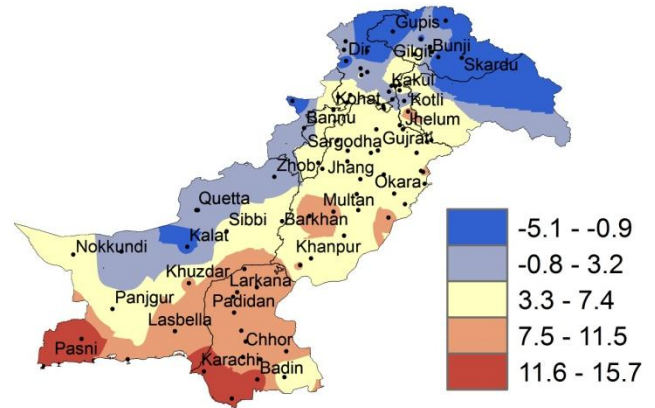 Gupis
Dir
Gilgit
Bunji
Skardu
Kakul
Kohat
Kotli
Bannu
Jhelum
Sargodha
Gujrat
Zhob
Jhang
Okara
Quetta
Multan
Sibbi
Barkhan
Kalat
Nokkundi
Khanpur
Khuzdar
Larkana
Panjgur
Padidan
Lasbella
Chhor
Pasni
Karachi
Badin
-5.1 - -0.9
-0.8 - 3.2
3.3 - 7.4
7.5 - 11.5
11.6 - 15.7